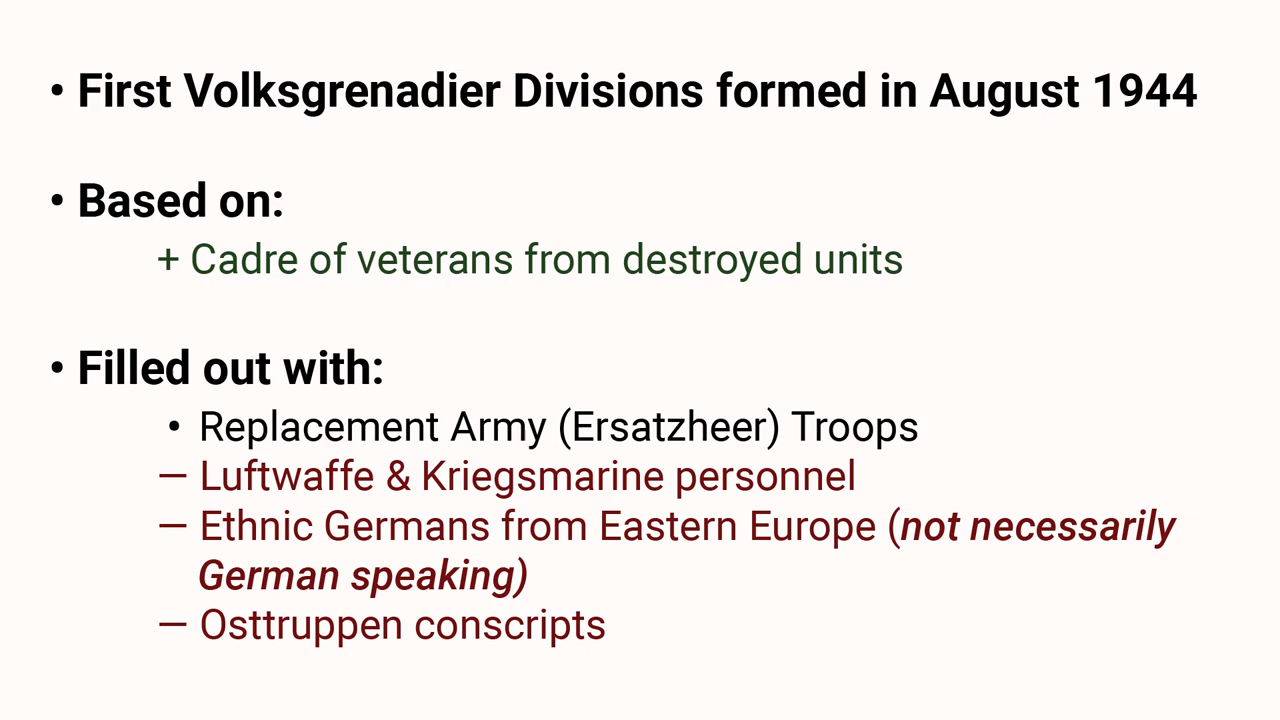 • First Volksgrenadier Divisions formed in August 1944
• Based on:
+ Cadre of veterans from destroyed units
• Filled out with:
• Replacement Army (Ersatzheer) Troops
— Luftwaffe & Kriegsmarine personnel
— Ethnic Germans from Eastern Europe (not necessarily
German speaking)
— Osttruppen conscripts